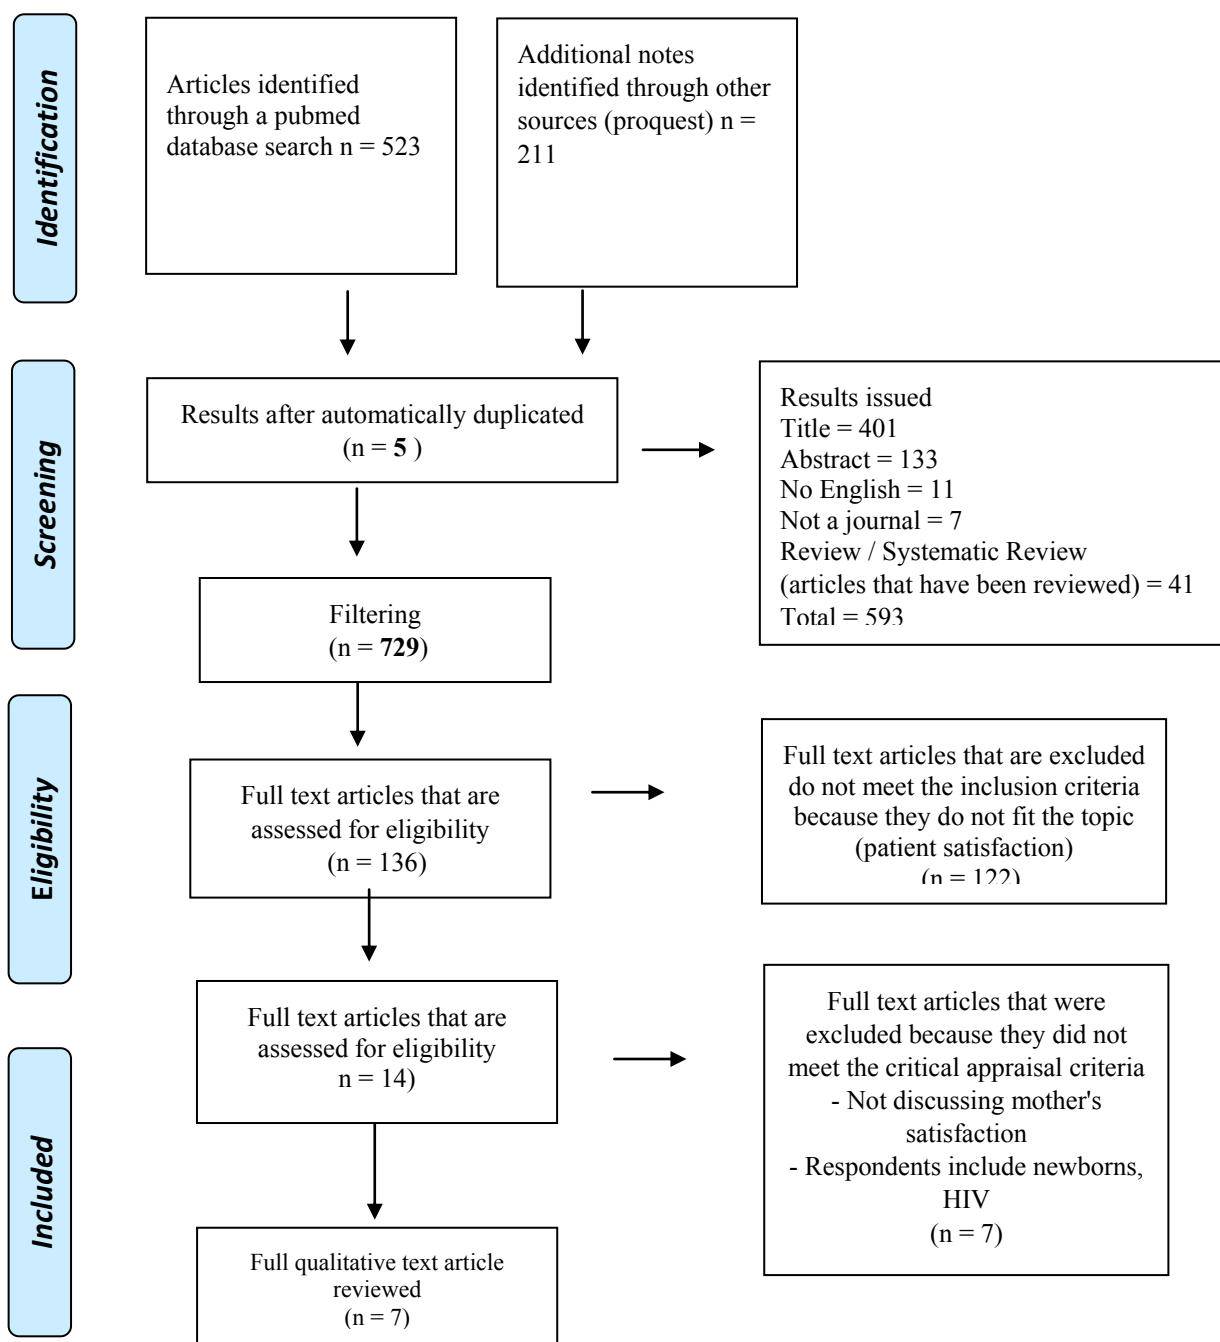 Identification
Articles identified
through a pubmed
database search n = 523
Additional notes
identified through other
sources (proquest) n =
211
Screening
Results after automatically duplicated
(n = 5 )
Results issued
Title = 401
Abstract = 133
No English = 11
Not a journal = 7
Review / Systematic Review
(articles that have been reviewed) = 41
Total = 593
Filtering
(n = 729)
Eligibility
Full text articles that are
assessed for eligibility
(n = 136)
Full text articles that are excluded
do not meet the inclusion criteria
because they do not fit the topic
(patient satisfaction)
(n = 122)
Full text articles that are
assessed for eligibility
n = 14)
Full text articles that were
excluded because they did not
meet the critical appraisal criteria
- Not discussing mother's
satisfaction
- Respondents include newborns,
HIV
(n = 7)
Included
Full qualitative text article
reviewed
(n = 7)